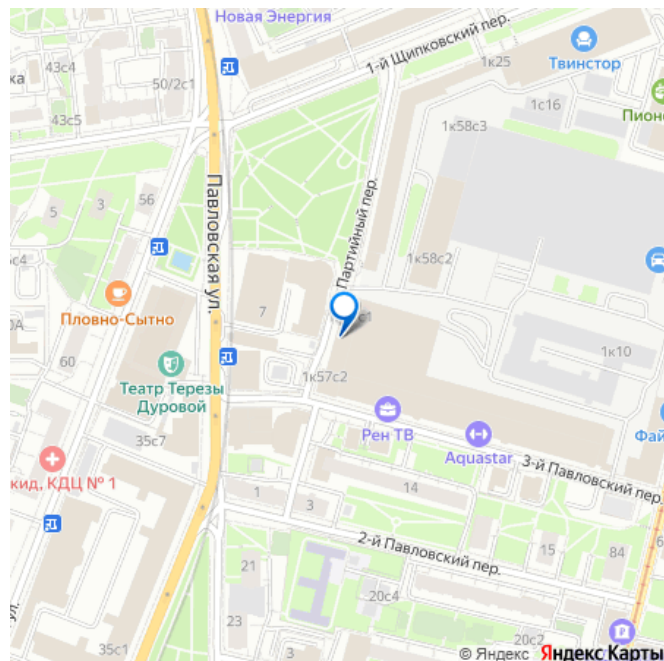 Новая Энергия
43с4
1-й Щипковский пер.
1к25
Твинстор
50/2с1
43с5
1с16
1к58с3
Павловская ул.
Партийный пер.
5
3
56
1к58с2
Пловно-Сытно
7
60
1к57с2
1к10
Театр Терезы
Дуровой
Рен ТВ
Aquastar
3-й Павловский пер.
35с7
кид, КДЦ № 1
1
3
14
2-й Павловский пер.
15
84
21
20с4
23
35с1
20с2
© Яндекс Яндекс Карты